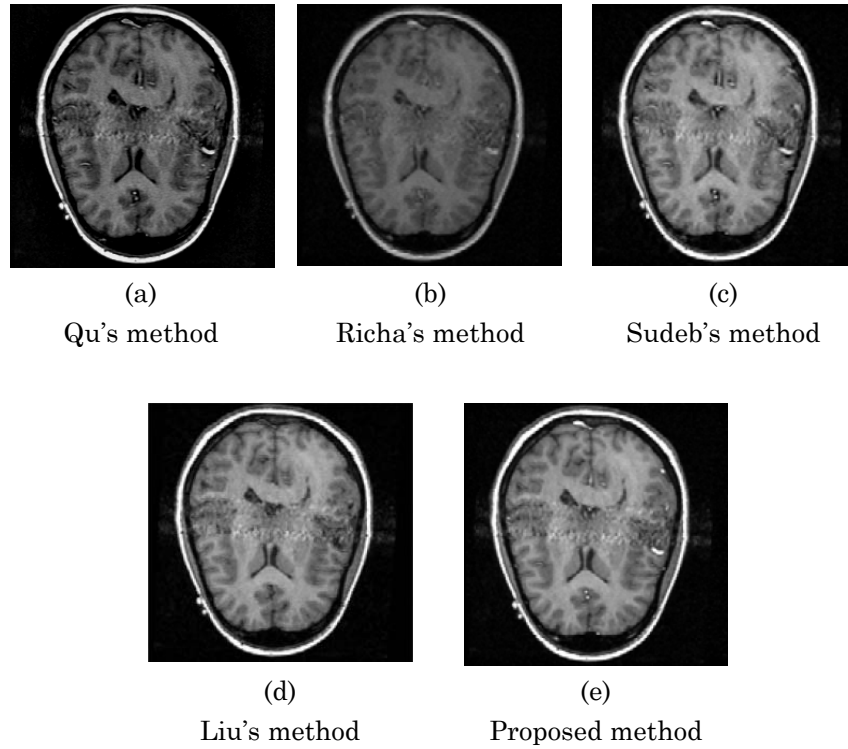 (a)
Qu’s method
(b)
Richa’s method
(c)
Sudeb’s method
(d)
Liu’s method
(e)
Proposed method